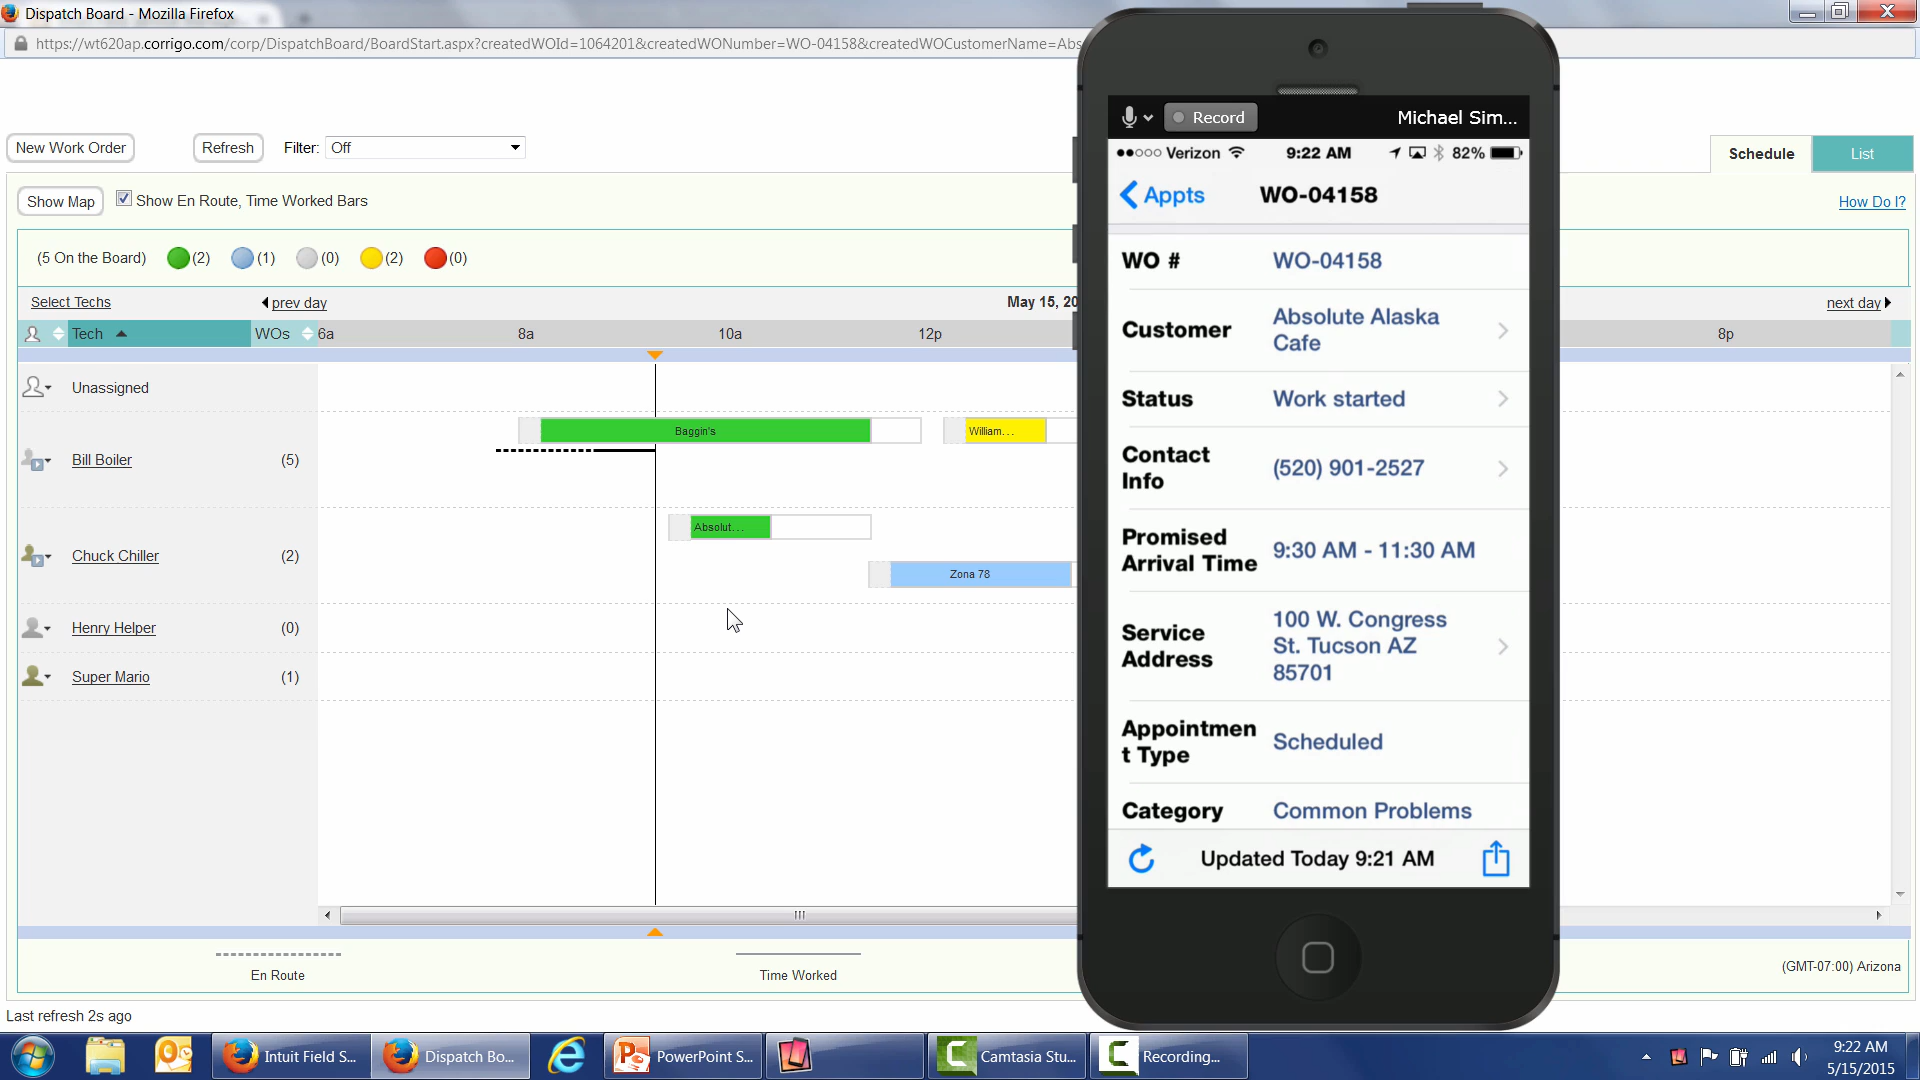 Dispatch Board - Mozilla Firefox
https://wt620ap.corrigo.com/corp/DispatchBoard/BoardStart.aspx?createdWOId=1064201&createdWONumber=WO-04158&createdWOCustomerName=Abs
New Work Order
Refresh
Filter:
Off
Schedule
List
Show Map
Show En Route, Time Worked Bars
How Do I?
(5 On the Board)
(2)
(1)
(0)
(2)
(0)
Select Techs
prev day
May 15, 20
next day
Tech
WOs
6a
8a
10a
12p
8p
Unassigned
Baggin's
William...
Bill Boiler
(5)
Absolut...
Chuck Chiller
(2)
Zona 78
Henry Helper
(0)
Super Mario
(1)
En Route
Time Worked
(GMT-07:00) Arizona
Last refresh 2s ago
Record
Michael Sim...
Verizon
9:22 AM
82%
Appts
WO-04158
WO #
WO-04158
Customer
Absolute Alaska
Cafe
Status
Work started
Contact
Info
(520) 901-2527
Promised
Arrival Time
9:30 AM - 11:30 AM
Service
Address
100 W. Congress
St. Tucson AZ
85701
Appointmen
t Type
Scheduled
Category
Common Problems
Updated Today 9:21 AM
Intuit Field S...
Dispatch Bo...
PowerPoint S...
Camtasia Stu...
Recording...
9:22 AM
5/15/2015